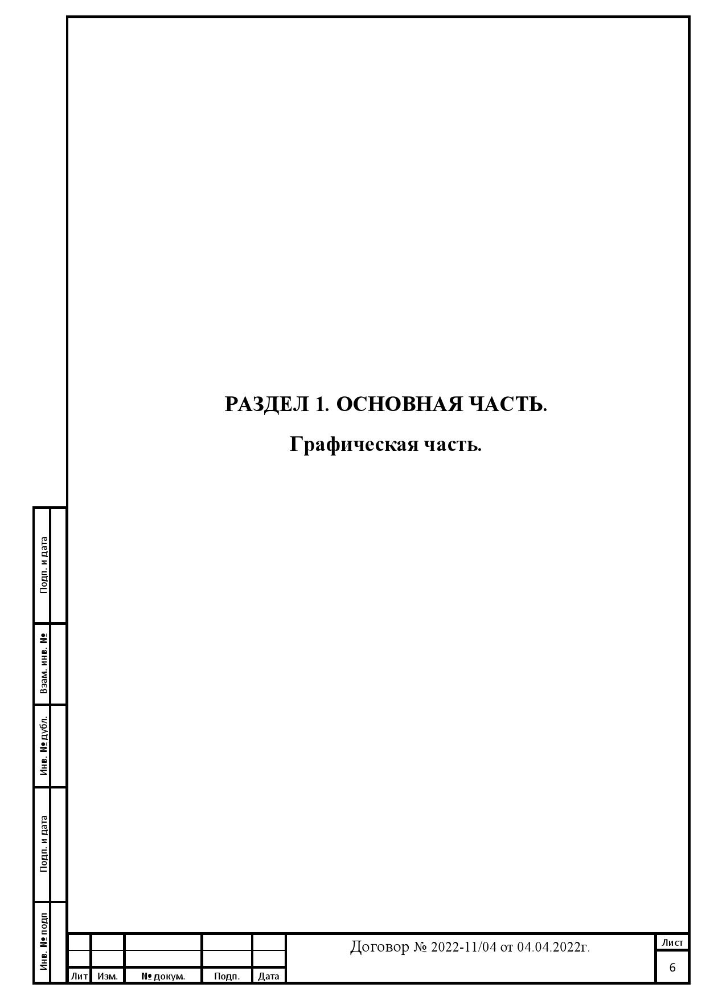 РАЗДЕЛ 1. ОСНОВНАЯ ЧАСТЬ.
Графическая часть.
Подп. и дата
Взам. инв. №
Инв. № дубл.
Подп. и дата
Инв. № подп
Договор № 2022-11/04 от 04.04.2022г.
Лист
6
Лит Изм. № докум. Подп. Дата